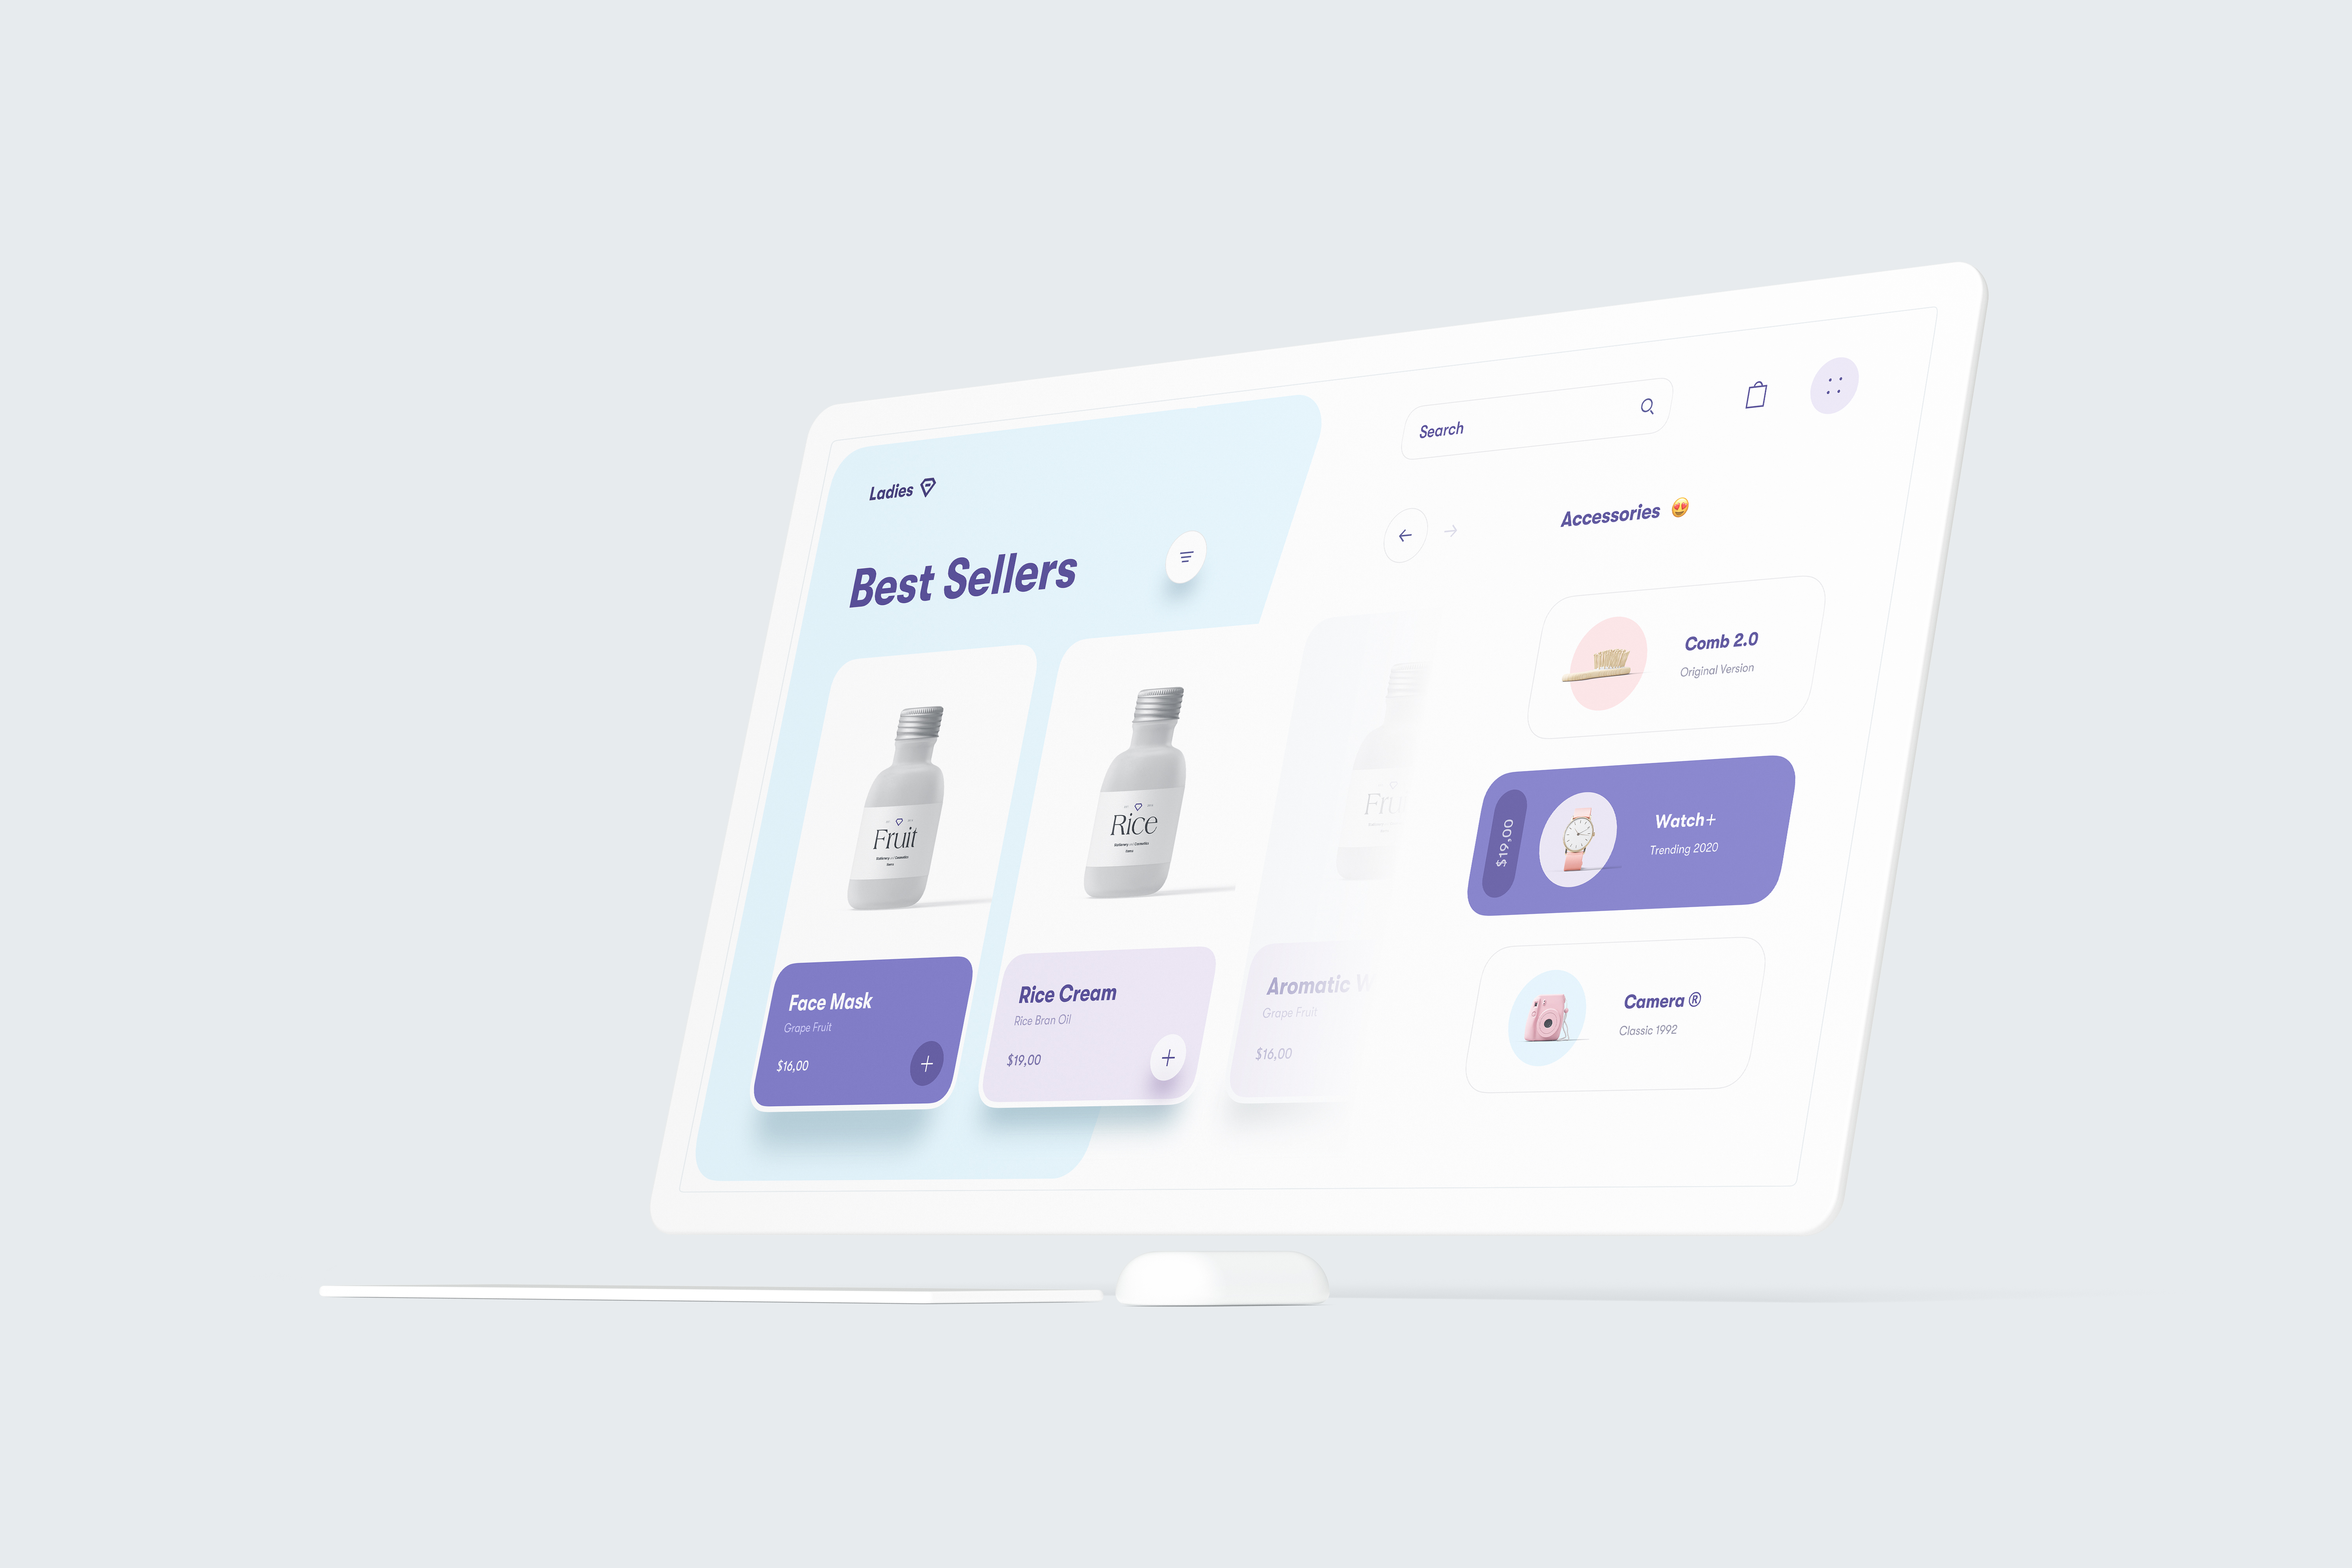 Ladies
Search
Best Sellers
Accessories 😍
Fruit
Rice
Fru
Face Mask
Grape Fruit
$16,00
Rice Cream
Rice Bran Oil
$19,00
Aromatic W
Grape Fruit
$16,00
Comb 2.0
Original Version
$19,00
Watch+
Trending 2020
Camera ®
Classic 1992